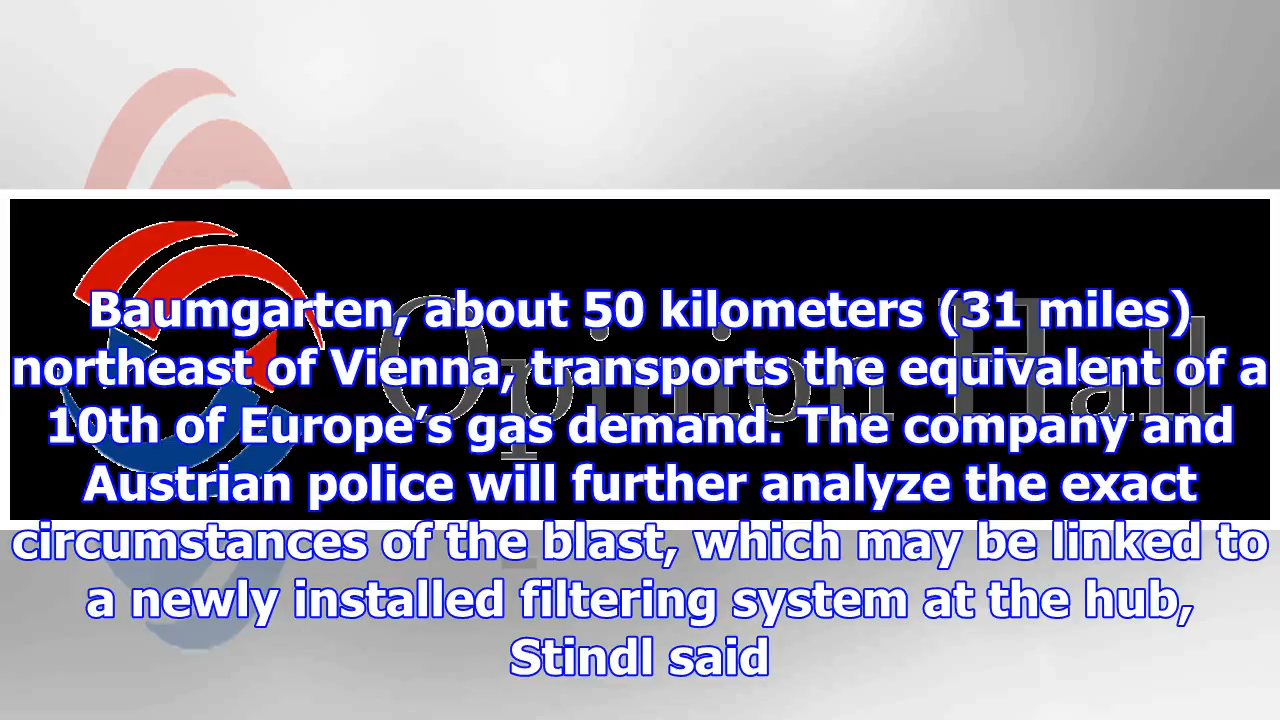 Baumgarten, about 50 kilometers (31 miles)
northeast of Vienna, transports the equivalent of a
10th of Europe’s gas demand. The company and
Austrian police will further analyze the exact
circumstances of the blast, which may be linked to
a newly installed filtering system at the hub,
Stindl said
Opinion Hall